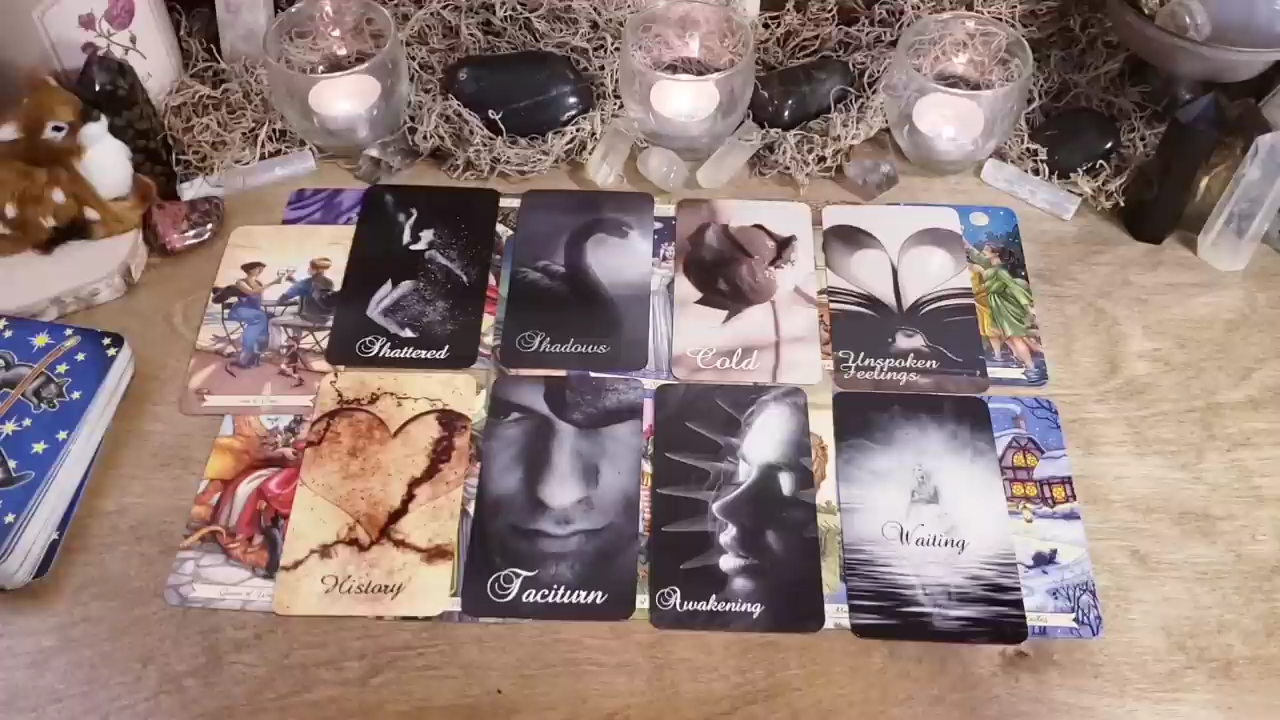 Shattered
Shadows
Cold
Unspoken
Feelings
History
Taciturn
Awakening
Waiting